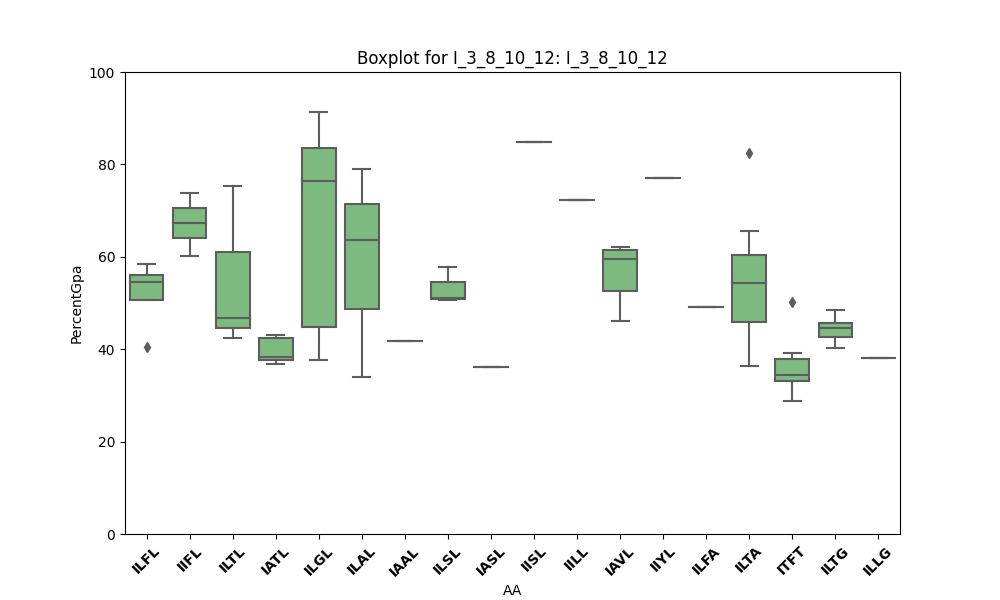 Boxplot for I_3_8_10_12: I_3_8_10_12
100
80
60
40
20
0
PercentGpa
ILFL IIFL ILTL IATL ILGL ILAL IAAL ILSL IASL IISL IILL IAVL IIYL ILFA ILTA ITFT ILTG ILLG
AA